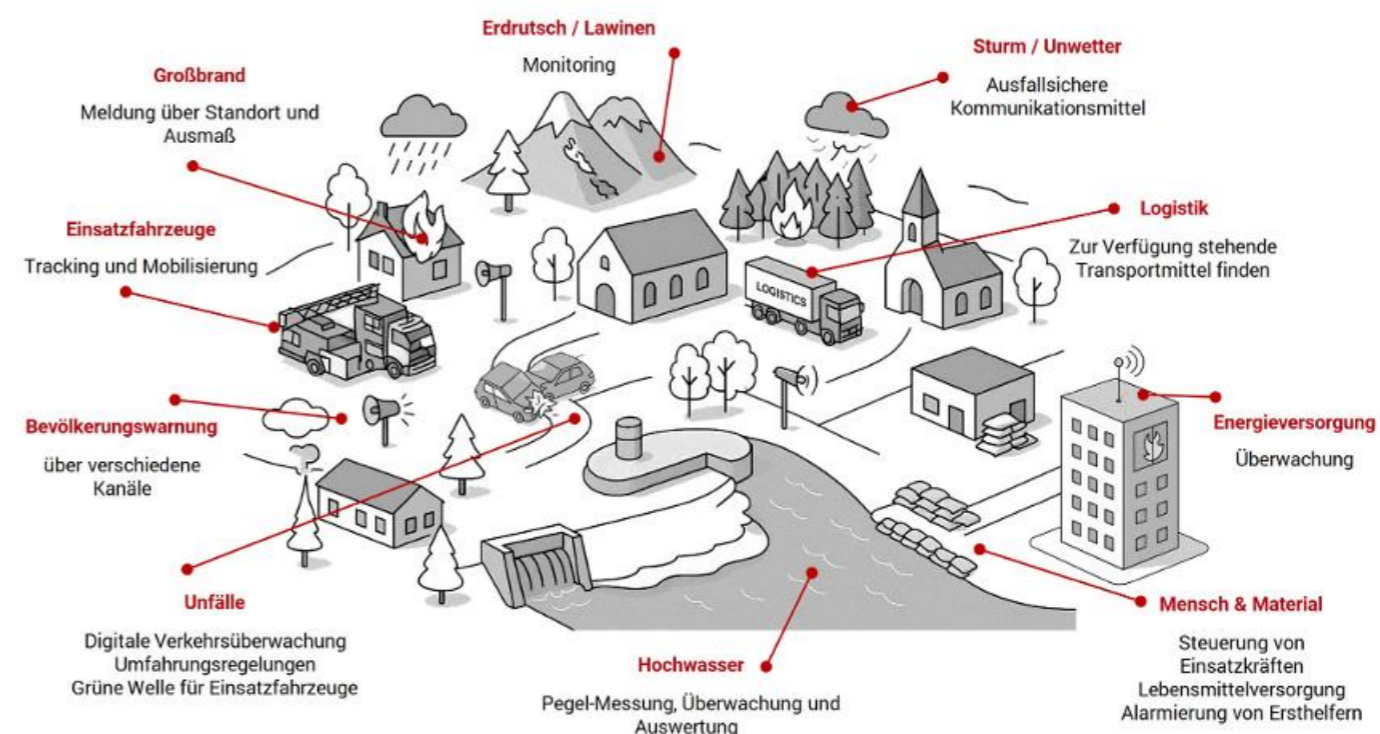 Erdrutsch / Lawinen
Monitoring
Sturm / Unwetter
Ausfallsichere
Kommunikationsmittel
Großbrand
Meldung über Standort und
Ausmaß
Einsatzfahrzeuge
Tracking und Mobilisierung
Logistik
Zur Verfügung stehende
Transportmittel finden
LOGISTICS
Bevölkerungswarnung
über verschiedene
Kanäle
Energieversorgung
Überwachung
Unfälle
Digitale Verkehrsüberwachung
Umfahrungsregelungen
Grüne Welle für Einsatzfahrzeuge
Hochwasser
Pegel-Messung, Überwachung und
Auswertung
Mensch & Material
Steuerung von
Einsatzkräften
Lebensmittelversorgung
Alarmierung von Ersthelfern